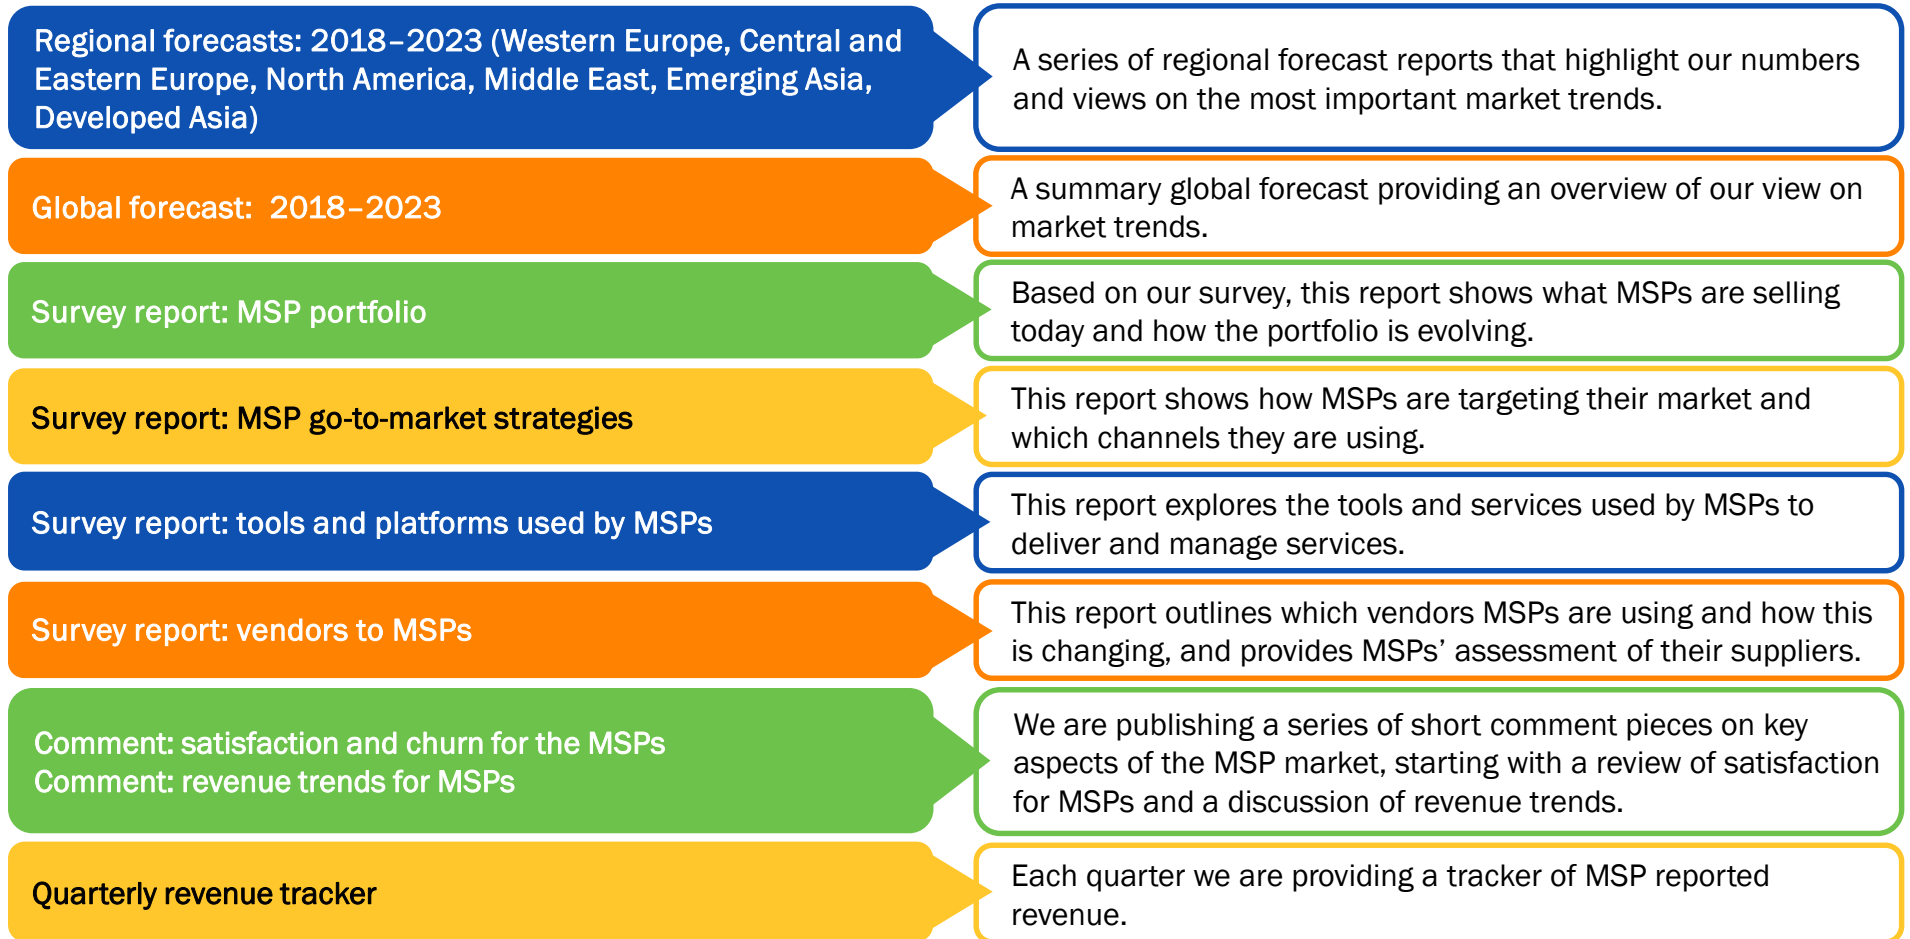 Regional forecasts: 2018–2023 (Western Europe, Central and
Eastern Europe, North America, Middle East, Emerging Asia,
Developed Asia)
A series of regional forecast reports that highlight our numbers
and views on the most important market trends.
Global forecast:  2018–2023
A summary global forecast providing an overview of our view on
market trends.
Survey report: MSP portfolio
Based on our survey, this report shows what MSPs are selling
today and how the portfolio is evolving.
Survey report: MSP go-to-market strategies
This report shows how MSPs are targeting their market and
which channels they are using.
Survey report: tools and platforms used by MSPs
This report explores the tools and services used by MSPs to
deliver and manage services.
Survey report: vendors to MSPs
This report outlines which vendors MSPs are using and how this
is changing, and provides MSPs’ assessment of their suppliers.
Comment: satisfaction and churn for the MSPs
Comment: revenue trends for MSPs
We are publishing a series of short comment pieces on key
aspects of the MSP market, starting with a review of satisfaction
for MSPs and a discussion of revenue trends.
Quarterly revenue tracker
Each quarter we are providing a tracker of MSP reported
revenue.